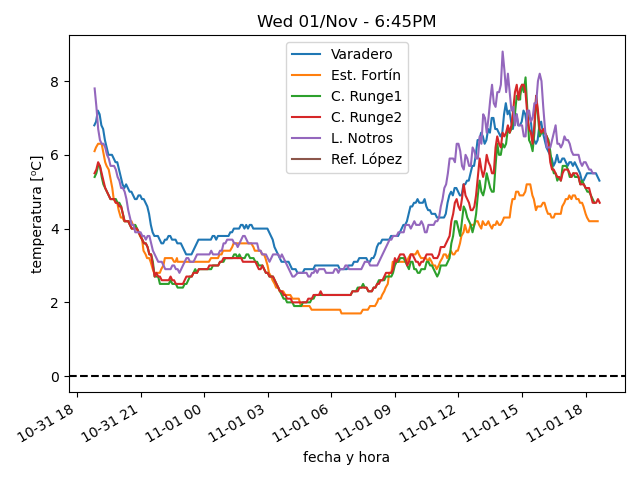 Wed 01/Nov - 6:45PM
Varadero
Est. Fortín
C. Runge1
C. Runge2
L. Notros
Ref. López
temperatura [°C]
8
6
4
2
0
10-31 18
10-31 21
11-01 00
11-01 03
11-01 06
11-01 09
11-01 12
11-01 15
11-01 18
fecha y hora